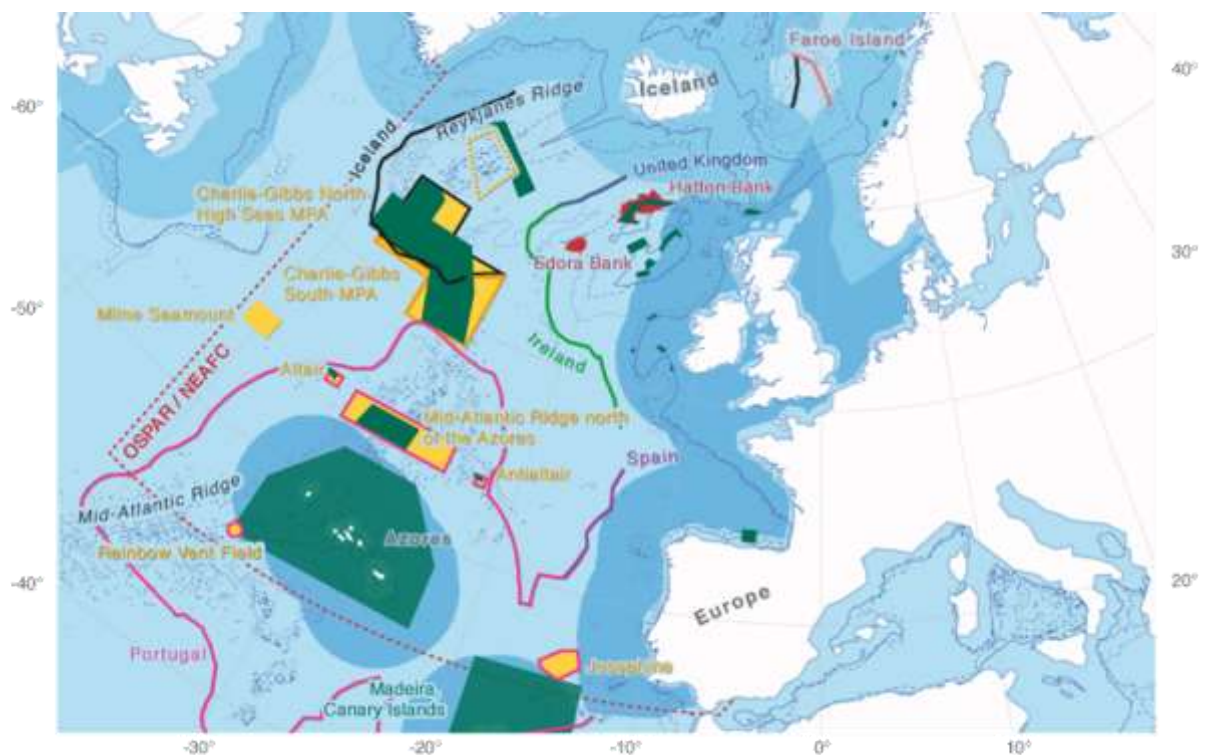 Faroe Island
40°
-60°
Iceland
Reykjanes Ridge
Iceland
United Kingdom
Charlie-Gibbs North
High Seas MPA
Hatton Bank
30°
Edora Bank
Charlie-Gibbs
South MPA
-50°
Milne Seamount
Ireland
Altair
OSPAR / NEAFC
Mid-Atlantic Ridge north
of the Azores
Spain
Antialtair
Mid-Atlantic Ridge
Azores
Rainbow Vent Field
-40°
20°
Europe
Portugal
Josephine
Madeira
Canary Islands
-30°
-20°
-10°
0°
10°